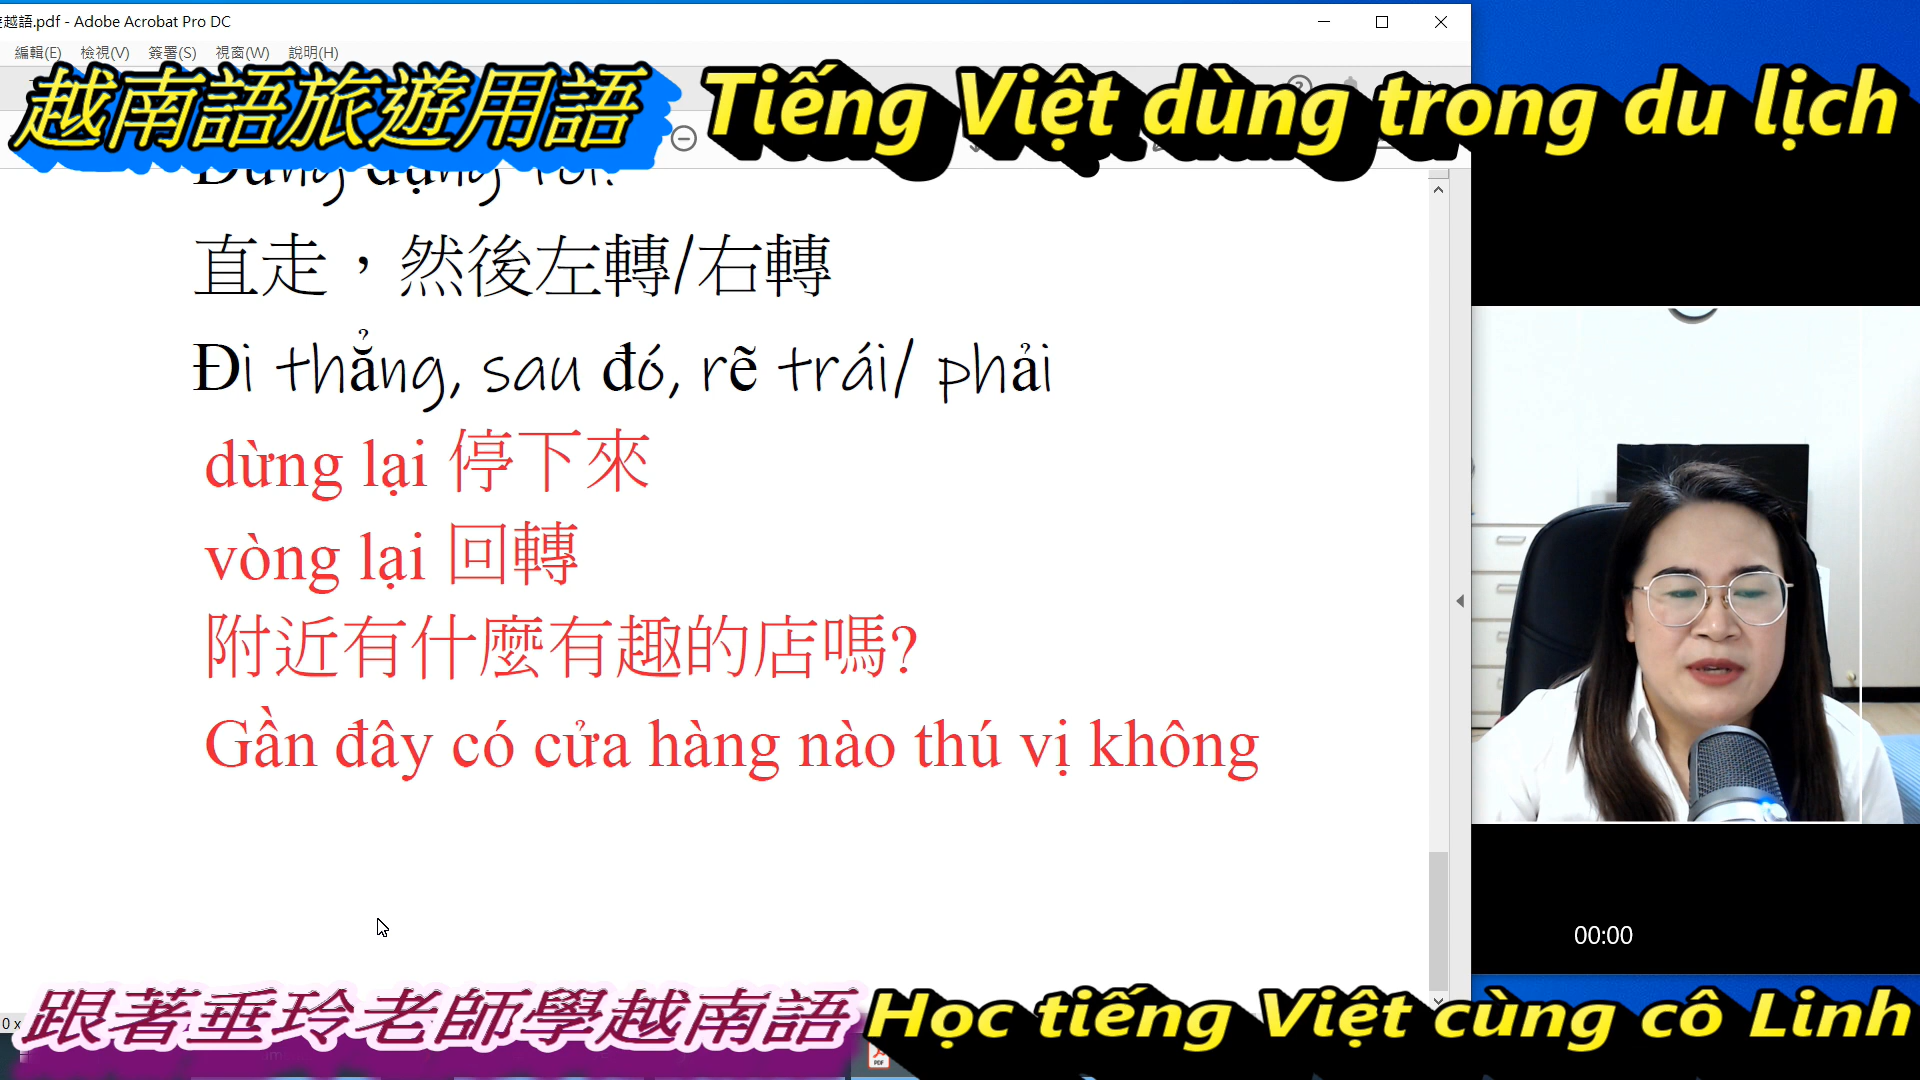 越語.pdf - Adobe Acrobat Pro DC
編輯(E) 檢視(V) 簽署(S) 視窗(W) 說明(H)
越南語旅遊用語 Tiếng Việt dùng trong du lịch
直走，然後左轉/右轉
Đi thẳng, sau đó, rẽ trái/ phải
dừng lại 停下來
vòng lại 回轉
附近有什麼有趣的店嗎?
Gần đây có cửa hàng nào thú vị không
00:00
跟著垂玲老師學越南語 Học tiếng Việt cùng cô Linh